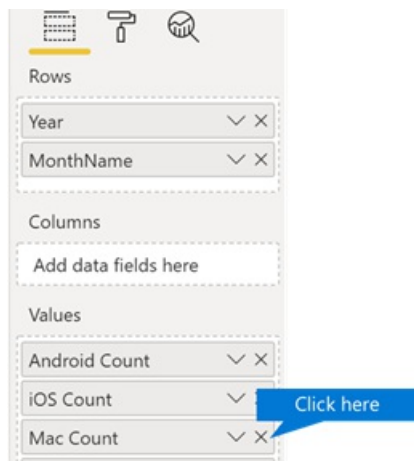 Rows
Year
MonthName
Columns
Add data fields here
Values
Android Count
iOS Count
Click here
Mac Count